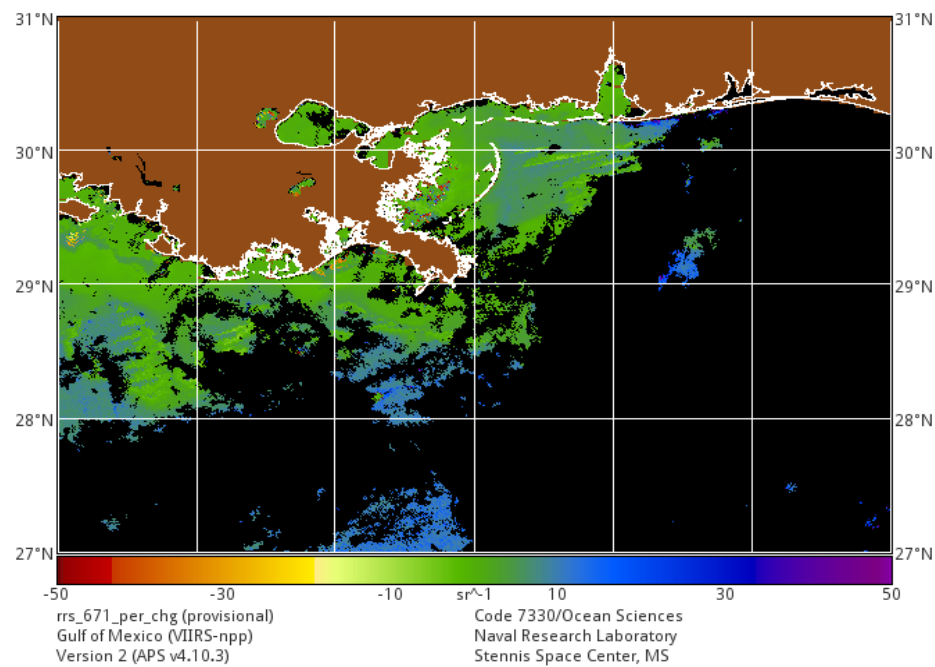 31°N 31°N
30°N 30°N
29°N 29°N
28°N 28°N
27°N 27°N
-50 -30 -10 sr^-1 10 30 50
rrs_671_per_chg (provisional) Code 7330/Ocean Sciences
Gulf of Mexico (VIIRS-npp) Naval Research Laboratory
Version 2 (APS v4.10.3) Stennis Space Center, MS